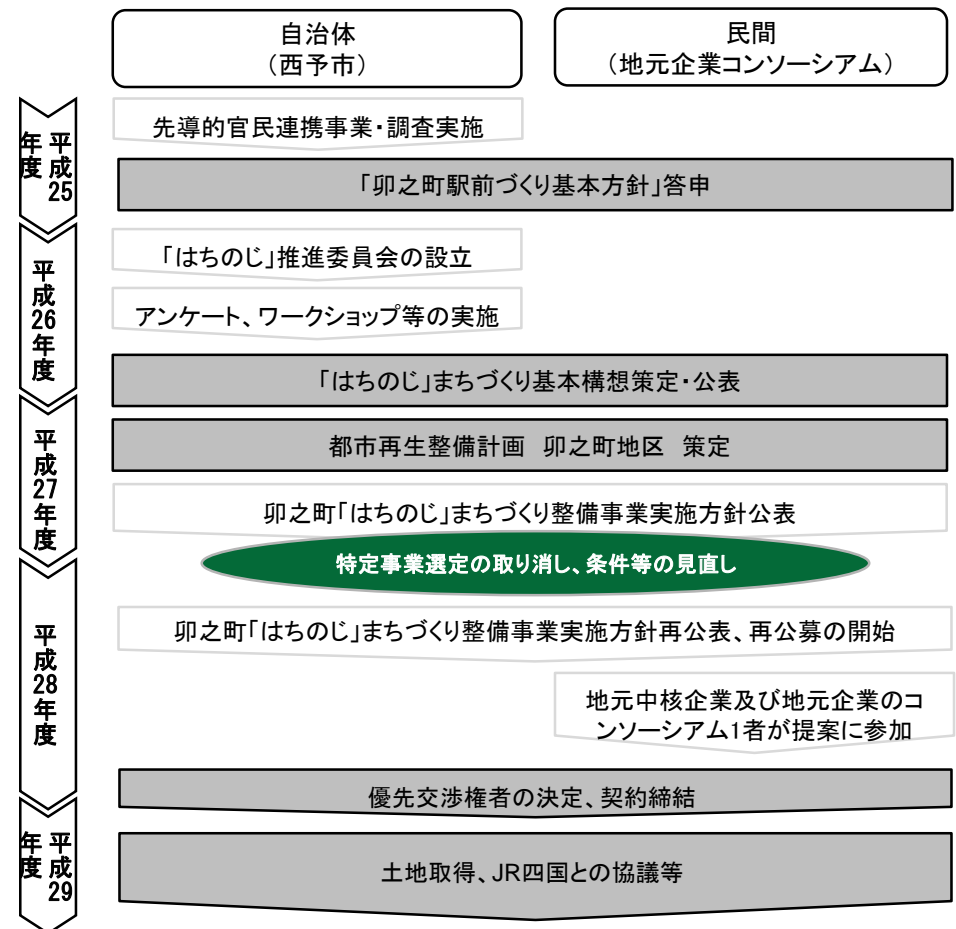 自治体
（西予市）
民間
（地元企業コンソーシアム）
平成25年度
先導的官民連携事業・調査実施
「卯之町駅前づくり基本方針」答申
平成26年度
「はちのじ」推進委員会の設立
アンケート、ワークショップ等の実施
「はちのじ」まちづくり基本構想策定・公表
平成27年度
都市再生整備計画　卯之町地区　策定
卯之町「はちのじ」まちづくり整備事業実施方針公表
特定事業選定の取り消し、条件等の見直し
平成28年度
卯之町「はちのじ」まちづくり整備事業実施方針再公表、再公募の開始
地元中核企業及び地元企業のコ
ンソーシアム1者が提案に参加
優先交渉権者の決定、契約締結
平成29年度
土地取得、JR四国との協議等